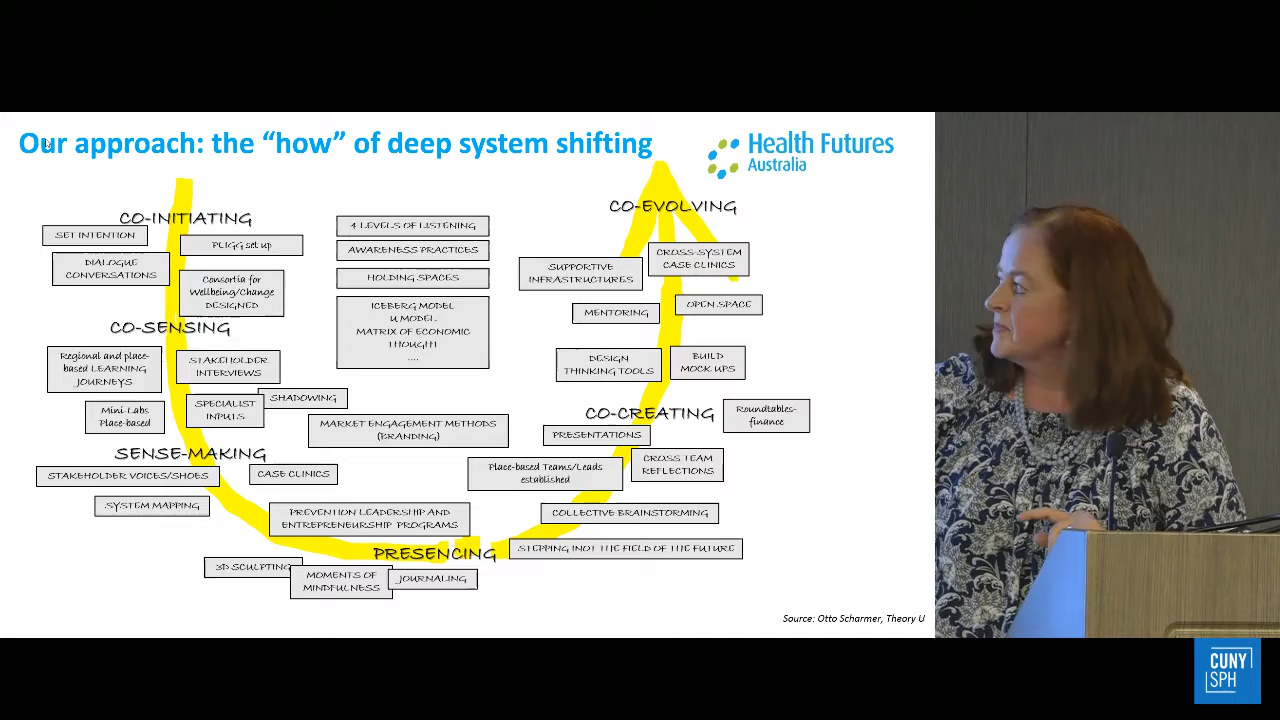 Our approach: the “how” of deep system shifting
Health Futures
Australia
CO-INITIATING
SET INTENTION
PLIGG set up
DIALOGUE
CONVERSATIONS
Consortia for
Wellbeing/Change
DESIGNED
CO-SENSING
Regional and place-
based LEARNING
JOURNEYS
STAKEHOLDER
INTERVIEWS
SHADOWING
SPECIALIST
INPUTS
Mini Labs
Place-based
SENSE-MAKING
STAKEHOLDER VOICES/SHOES
CASE CLINICS
SYSTEM MAPPING
4 LEVELS OF LISTENING
AWARENESS PRACTICES
HOLDING SPACES
ICEBERG MODEL
U MODEL
MATRIX OF ECONOMIC
THOUGHT
....
MARKET ENGAGEMENT METHODS
(BRANDING)
PREVENTION LEADERSHIP AND
ENTREPRENEURSHIP PROGRAMS
PRESENCING
3D SCULPTING
MOMENTS OF
MINDFULNESS
JOURNALING
STEPPING INOT THE FIELD OF THE FUTURE
CO-EVOLVING
CROSS-SYSTEM
CASE CLINICS
SUPPORTIVE
INFRASTRUCTURES
OPEN SPACE
MENTORING
DESIGN
THINKING TOOLS
BUILD
MOCK UPS
CO-CREATING
Roundtables-
finance
PRESENTATIONS
CROSS TEAM
REFLECTIONS
Place-based Teams/Leads
established
COLLECTIVE BRAINSTORMING
Source: Otto Scharmer, Theory U
CUNY
SPH